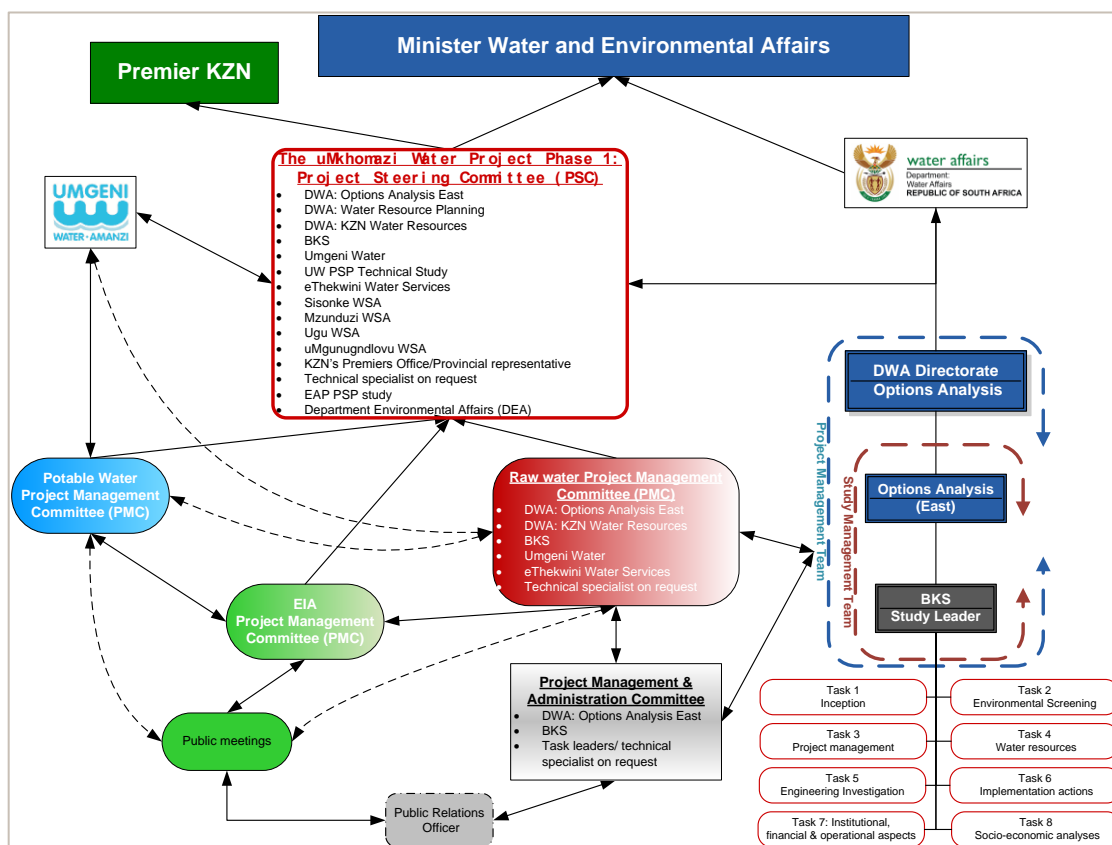 Minister Water and Environmental Affairs
Premier KZN
The uMkhomazi Water Project Phase 1:
Project Steering Committee (PSC)
• DWA: Options Analysis East
• DWA: Water Resource Planning
• DWA: KZN Water Resources
• BKS
• Umgeni Water
• UW PSP Technical Study
• eThekwini Water Services
• Sisonke WSA
• Mzunduzi WSA
• Ugu WSA
• uMgunugndlovu WSA
• KZN's Premiers Office/Provincial representative
• Technical specialist on request
• EAP PSP study
• Department Environmental Affairs (DEA)
water affairs
Department:
Water Affairs
REPUBLIC OF SOUTH AFRICA
UMGENI
WATER • AMANZI
DWA Directorate
Options Analysis
Project Management Team
Study Management Team
Options Analysis
(East)
BKS
Study Leader
Potable Water
Project Management
Committee (PMC)
Raw water Project Management
Committee (PMC)
• DWA: Options Analysis East
• DWA: KZN Water Resources
• BKS
• Umgeni Water
• eThekwini Water Services
• Technical specialist on request
EIA
Project Management
Committee (PMC)
Project Management &
Administration Committee
• DWA: Options Analysis East
• BKS
• Task leaders/ technical
specialist on request
Public meetings
Public Relations
Officer
Task 1
Inception
Task 2
Environmental Screening
Task 3
Project management
Task 4
Water resources
Task 5
Engineering Investigation
Task 6
Implementation actions
Task 7: Institutional,
financial & operational aspects
Task 8
Socio-economic analyses